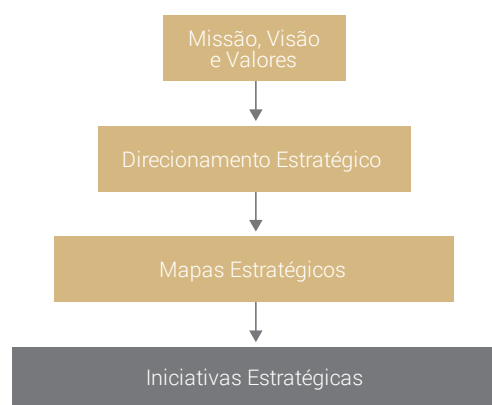 Missão, Visão
e Valores
Direcionamento Estratégico
Mapas Estratégicos
Iniciativas Estratégicas